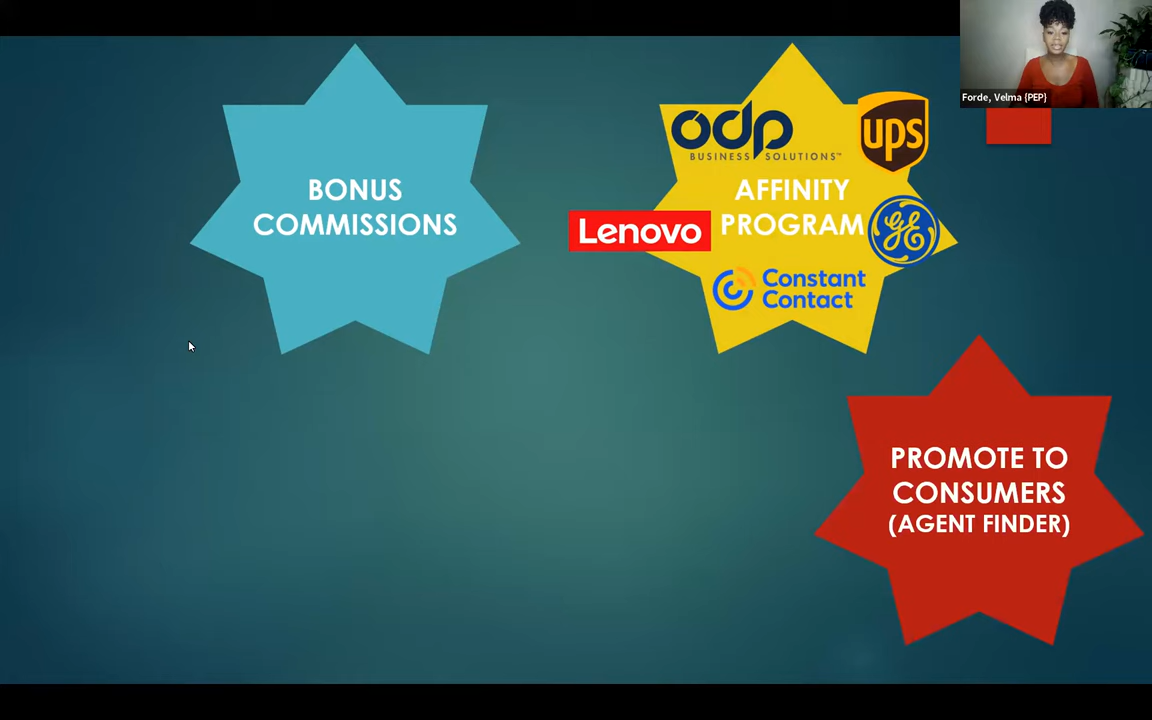 Forde, Velma {PEP}
BONUS
COMMISSIONS
odp
BUSINESS SOLUTIONS™
ups
AFFINITY
PROGRAM
Lenovo
GE
Constant
Contact
PROMOTE TO
CONSUMERS
(AGENT FINDER)